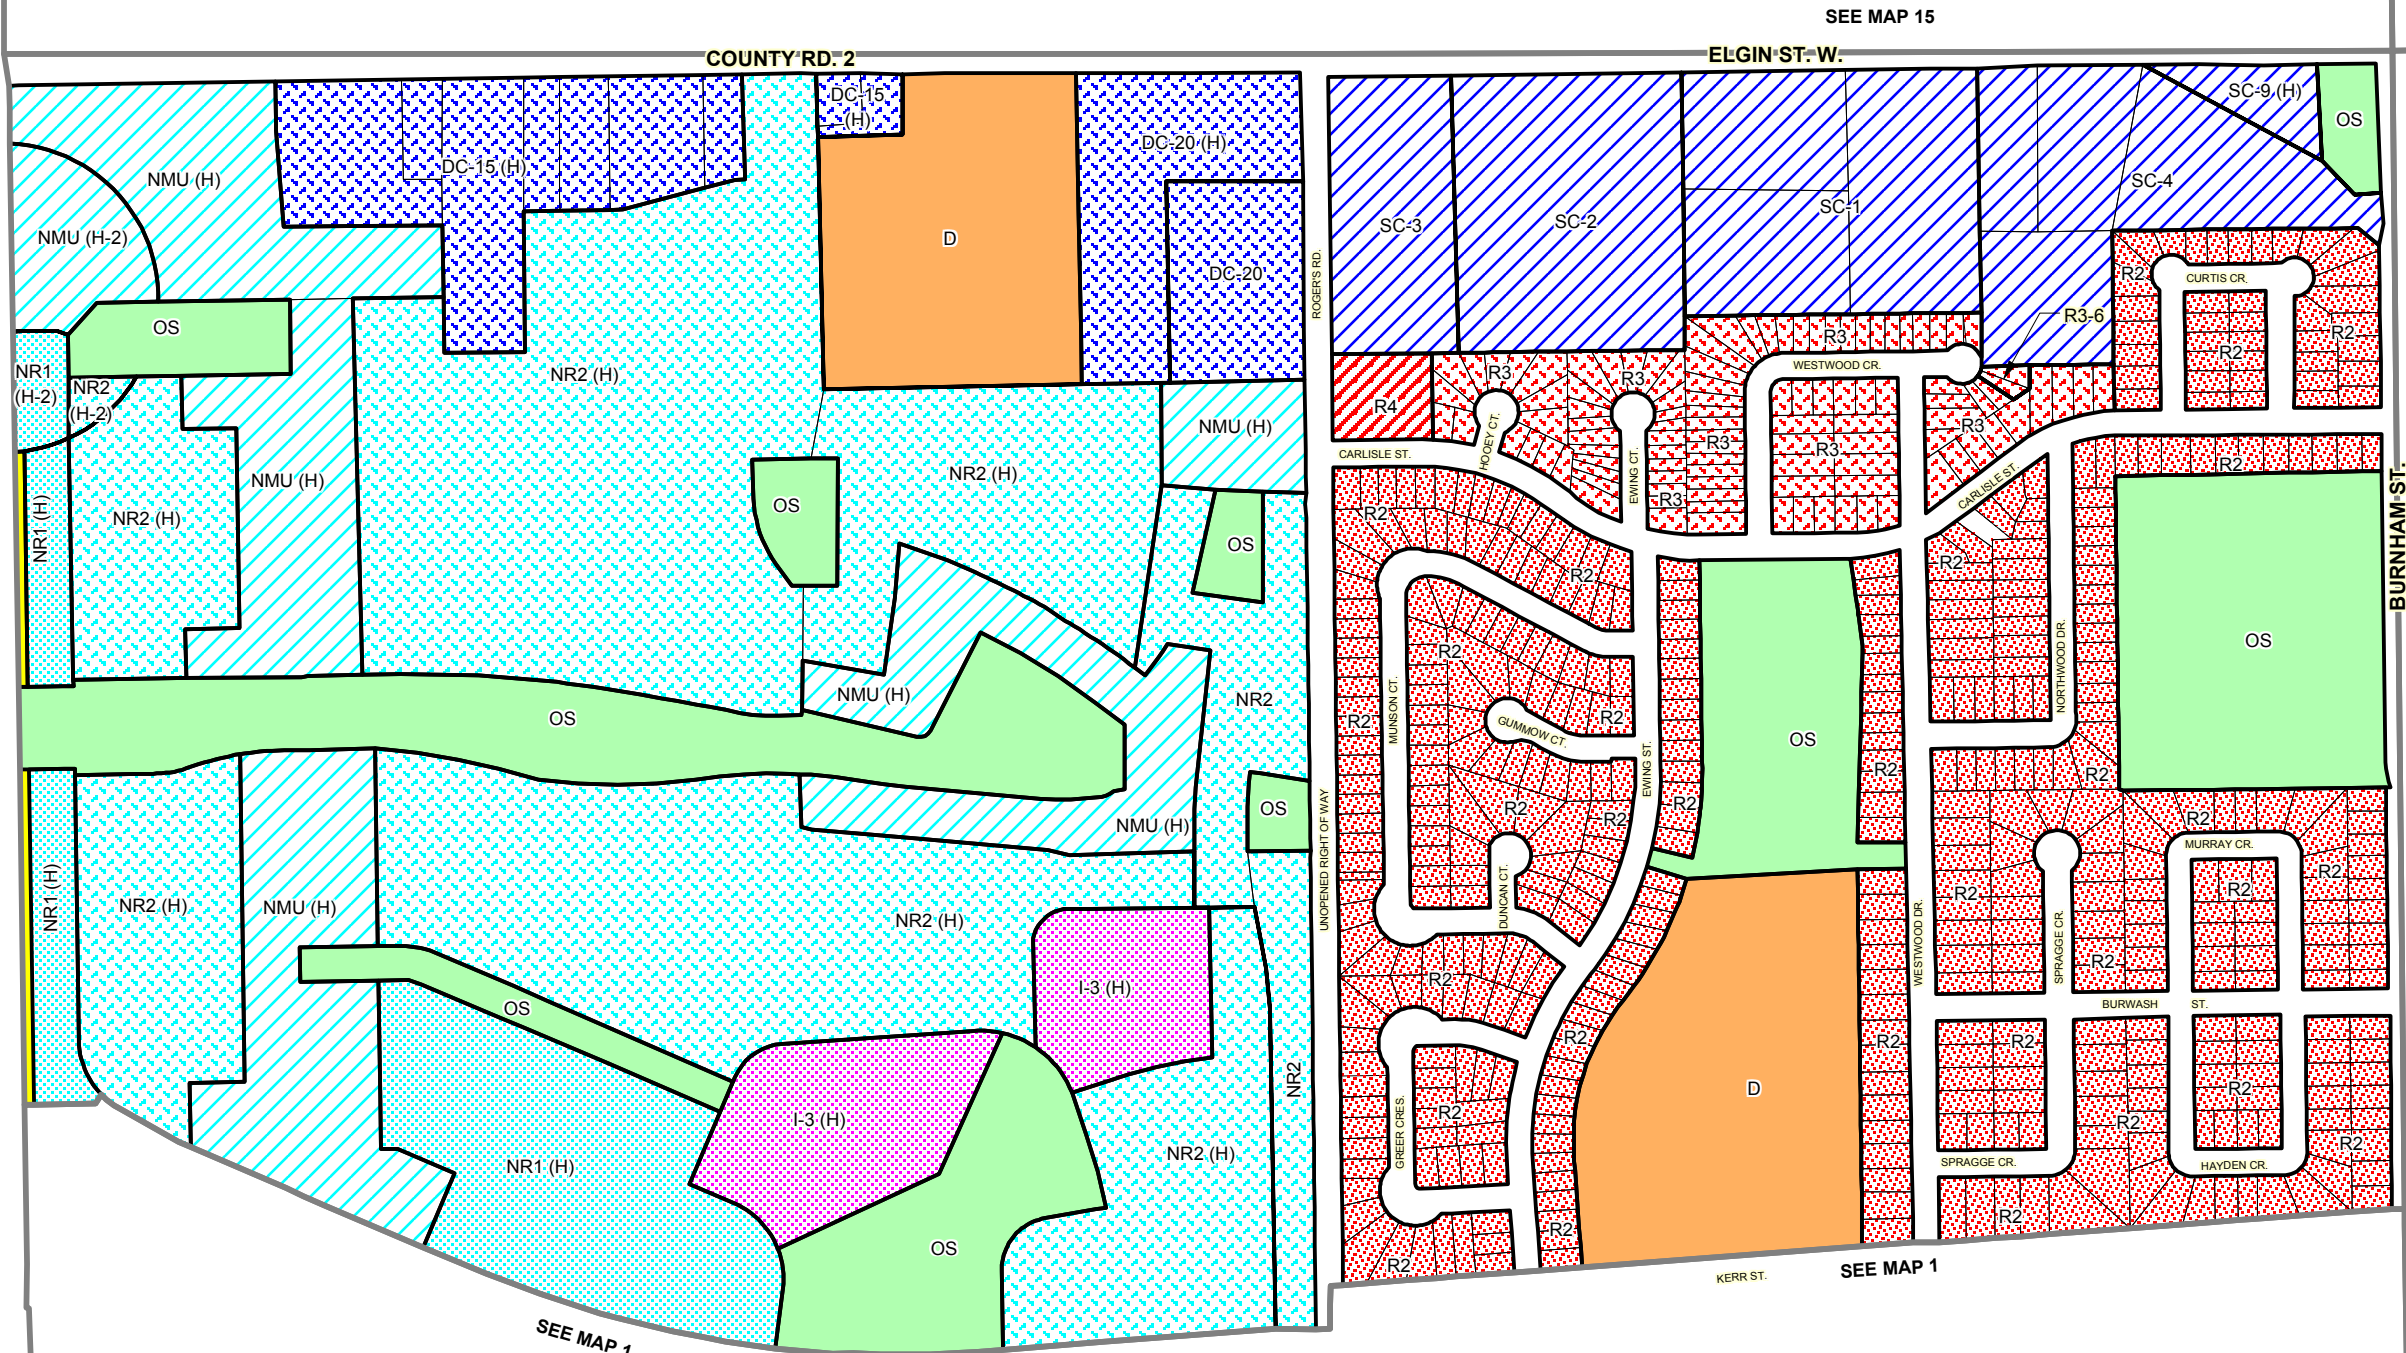 SEE MAP 15
COUNTY RD. 2
ELGIN ST. W.
DC-15
(H)
SC-9 (H)
OS
DC-20 (H)
DC-15 (H)
NMU (H)
SC-4
SC-1
SC-3
SC-2
NMU (H-2)
D
DC-20
ROGER'S RD.
R2
CURTIS CR.
R3-6
OS
R3
R2
R2
NR1
(H-2)
NR2
(H-2)
NR2 (H)
R3
R3
WESTWOOD CR.
R4
NMU (H)
HOOEY CT.
R3
R3
R3
CARLISLE ST.
NR2 (H)
NMU (H)
EWING CT.
R3
CARLISLE ST.
R2
BURNHAM ST.
OS
R2
NR1 (H)
NR2 (H)
OS
R2
R2
R2
OS
NORTHWOOD DR.
NMU (H)
NR2
OS
R2
MUNSON CT.
R2
GUMMOW CT.
OS
EWING ST.
R2
R2
OS
R2
R2
R2
R2
NMU (H)
UNOPENED RIGHT OF WAY
MURRAY CR.
R2
NR1 (H)
NR2 (H)
NMU (H)
NR2 (H)
DUNCAN CT.
R2
R2
WESTWOOD DR.
SPRAGGE CR.
R2
I-3 (H)
R2
BURWASH ST.
OS
R2
R2
R2
NR2
D
R2
I-3 (H)
R2
GREER CRES.
R2
R2
NR1 (H)
NR2 (H)
SPRAGGE CR.
HAYDEN CR.
OS
R2
R2
R2
KERR ST.
SEE MAP 1
SEE MAP 1